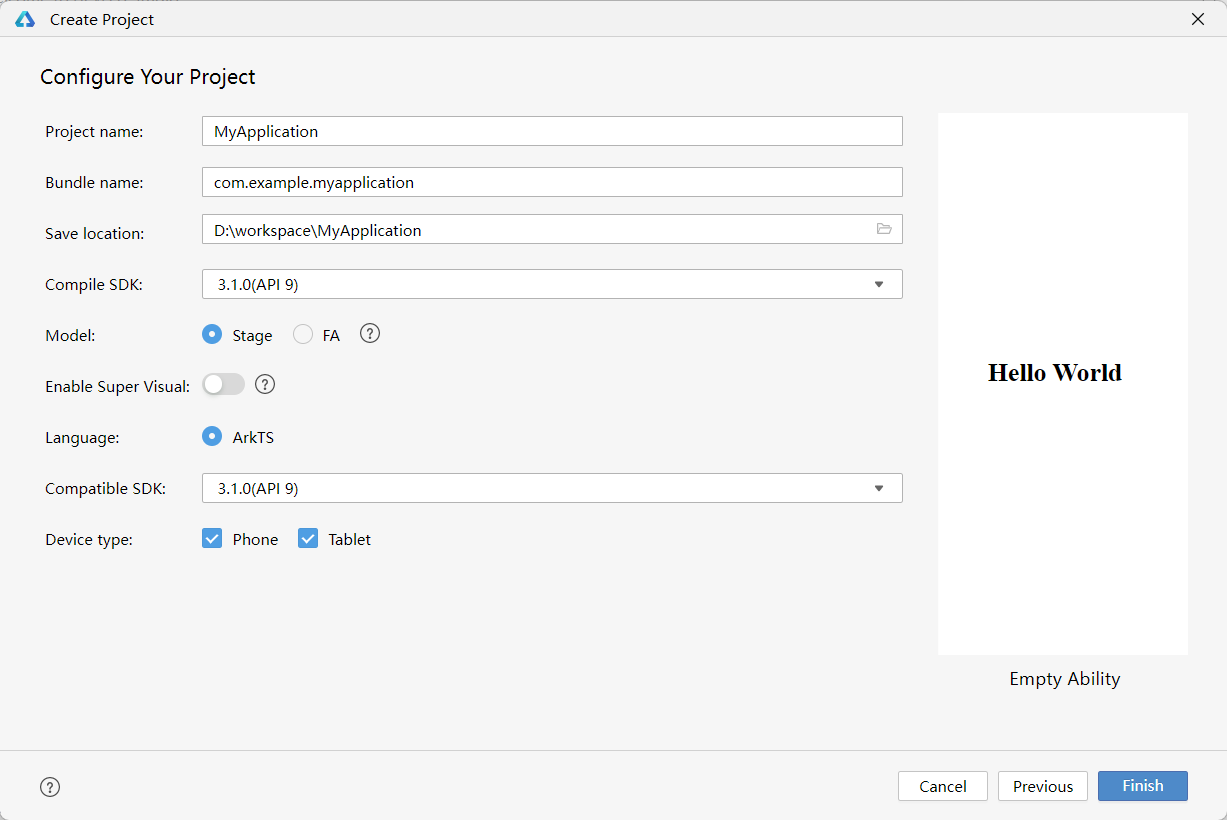 Create Project
Configure Your Project
Project name: MyApplication
Bundle name: com.example.myapplication
Save location: D:\workspace\MyApplication
Compile SDK: 3.1.0(API 9)
Model: Stage FA ?
Enable Super Visual: ?
Language: ArkTS
Compatible SDK: 3.1.0(API 9)
Device type: Phone Tablet
Hello World
Empty Ability
? Cancel Previous Finish